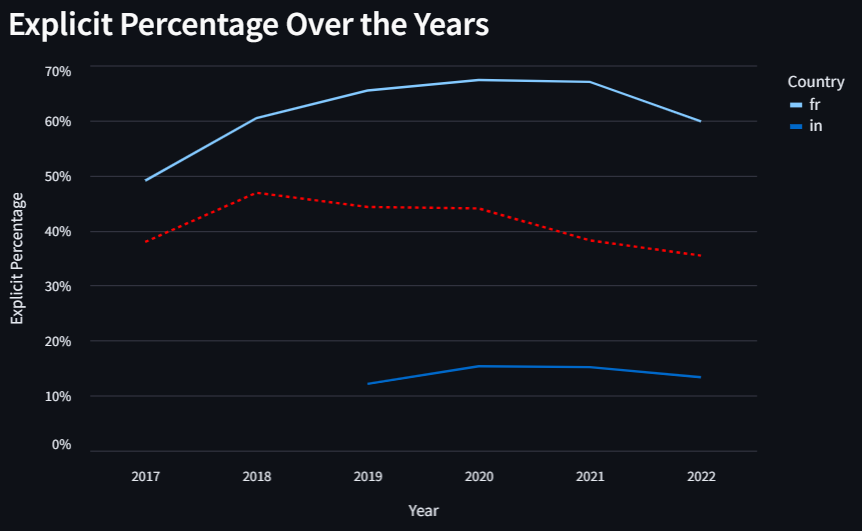 Explicit Percentage Over the Years
70%
60%
50%
40%
30%
20%
10%
0%
Explicit Percentage
2017 2018 2019 2020 2021 2022
Year
Country
fr
in